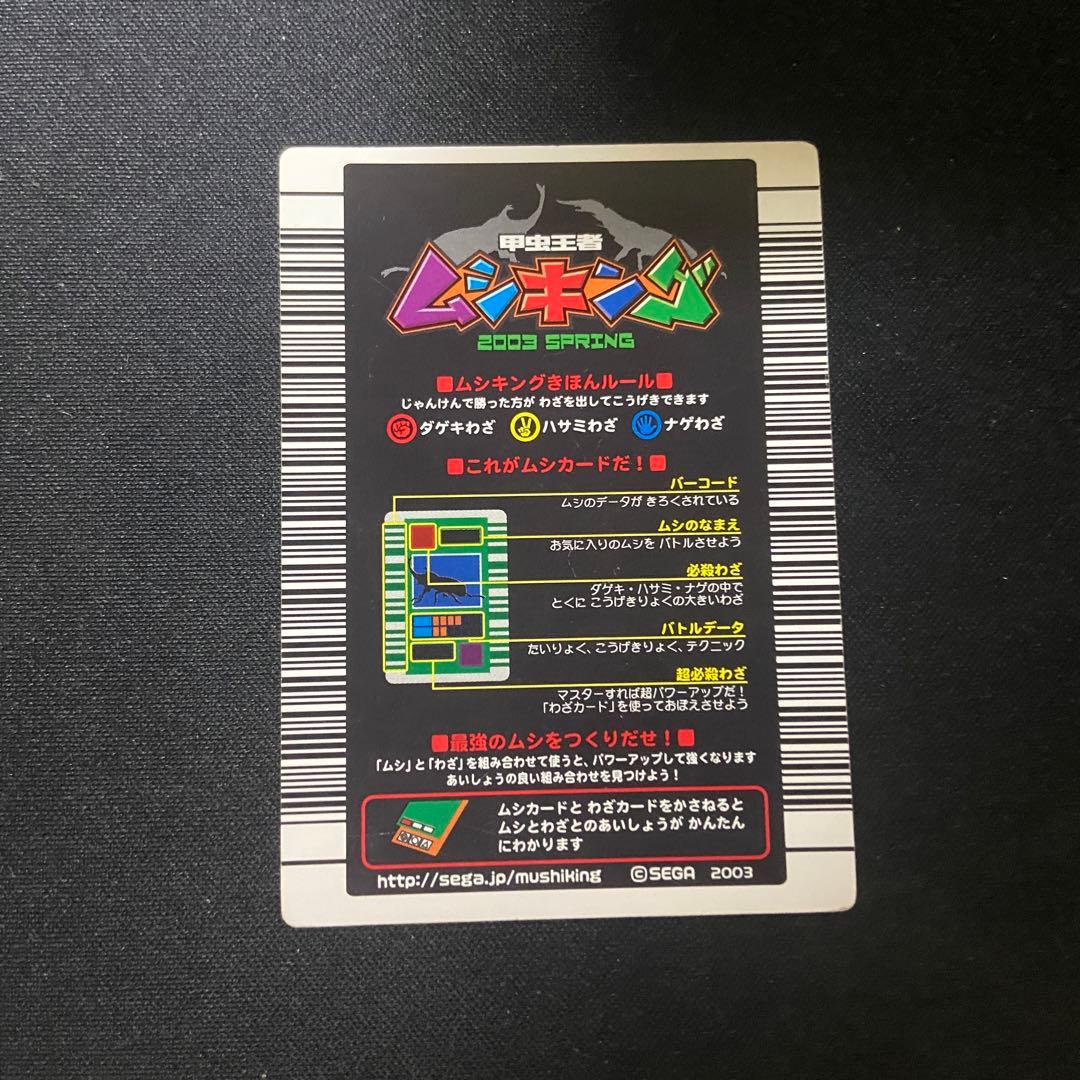 甲虫王者
ムシキング
2003 SPRING
■ムシキングきほんルール■
じゃんけんで勝った方が わざを出してこうげきできます
ダゲキわざ ハサミわざ ナゲわざ
■これがムシカードだ！■
バーコード
ムシのデータが きろくされている
ムシのなまえ
お気に入りのムシを バトルさせよう
必殺わざ
ダゲキ・ハサミ・ナゲの中で
とくに こうげきりょくの大きいわざ
バトルデータ
たいりょく、こうげきりょく、テクニック
超必殺わざ
マスターすれば超パワーアップだ！
「わざカード」を使っておぼえさせよう
■最強のムシをつくりだせ！■
「ムシ」と「わざ」を組み合わせて使うと、パワーアップして強くなります
あいしょうの良い組み合わせを見つけよう！
ムシカードと わざカードをかさねると
ムシとわざとのあいしょうが かんたん
にわかります
http://sega.jp/mushiking ©SEGA 2003